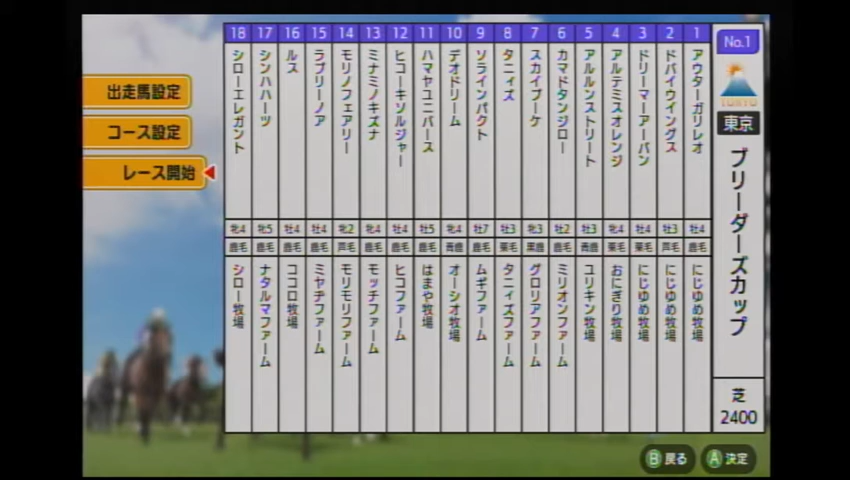 No.1
TOKYO
東京
ブリーダーズカップ
芝
2400
1
アウターガリレオ
牡4
鹿毛
にじゆめ牧場
2
ドバイウイングス
牡3
芦毛
にじゆめ牧場
3
ドリーマーアーバン
牡4
栗毛
にじゆめ牧場
4
アルテミスオレンジ
牝4
栗毛
おにぎり牧場
5
アルルンストリート
牡3
青鹿
ユリキン牧場
6
カマドタンジロー
牡2
鹿毛
ミリオンファーム
7
スカイブーケ
牝3
黒鹿
グロリアファーム
8
タニィズ
牡3
栗毛
タニィズファーム
9
ソラインパクト
牡7
鹿毛
ムギファーム
10
デオドリーム
牝4
青鹿
オーシオ牧場
11
ハマヤユニバース
牡5
鹿毛
はまや牧場
12
ヒコーキソルジャー
牡4
鹿毛
ヒコファーム
13
ミナミノキズナ
牝4
鹿毛
モッチファーム
14
モリノフェアリー
牝2
芦毛
モリモリファーム
15
ラブリーノア
牡4
鹿毛
ミヤヂファーム
16
ルス
牡4
鹿毛
ココロ牧場
17
シンハハーツ
牝5
鹿毛
ナタルマファーム
18
シローエレガント
牝4
鹿毛
シロー牧場
出走馬設定
コース設定
レース開始
B 戻る
A 決定